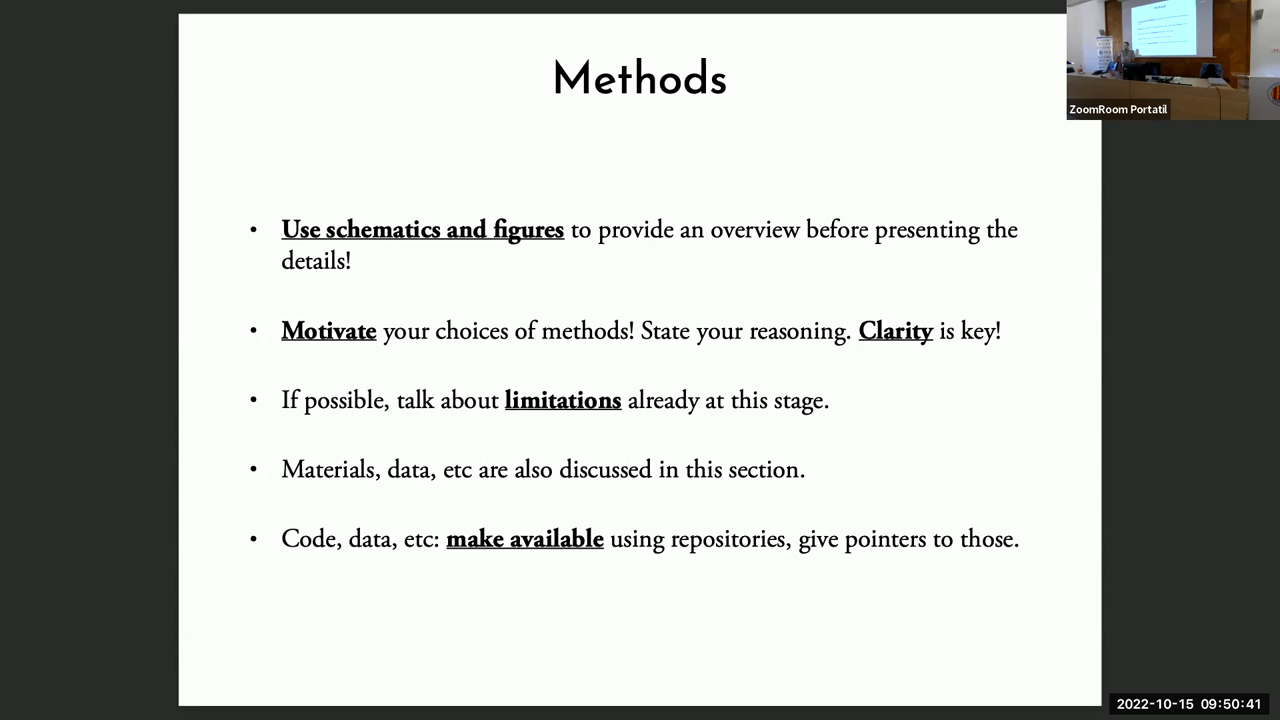 Methods
ZoomRoom Portatil
• Use schematics and figures to provide an overview before presenting the
details!
• Motivate your choices of methods! State your reasoning. Clarity is key!
• If possible, talk about limitations already at this stage.
• Materials, data, etc are also discussed in this section.
• Code, data, etc: make available using repositories, give pointers to those.
2022-10-15 09:50:41